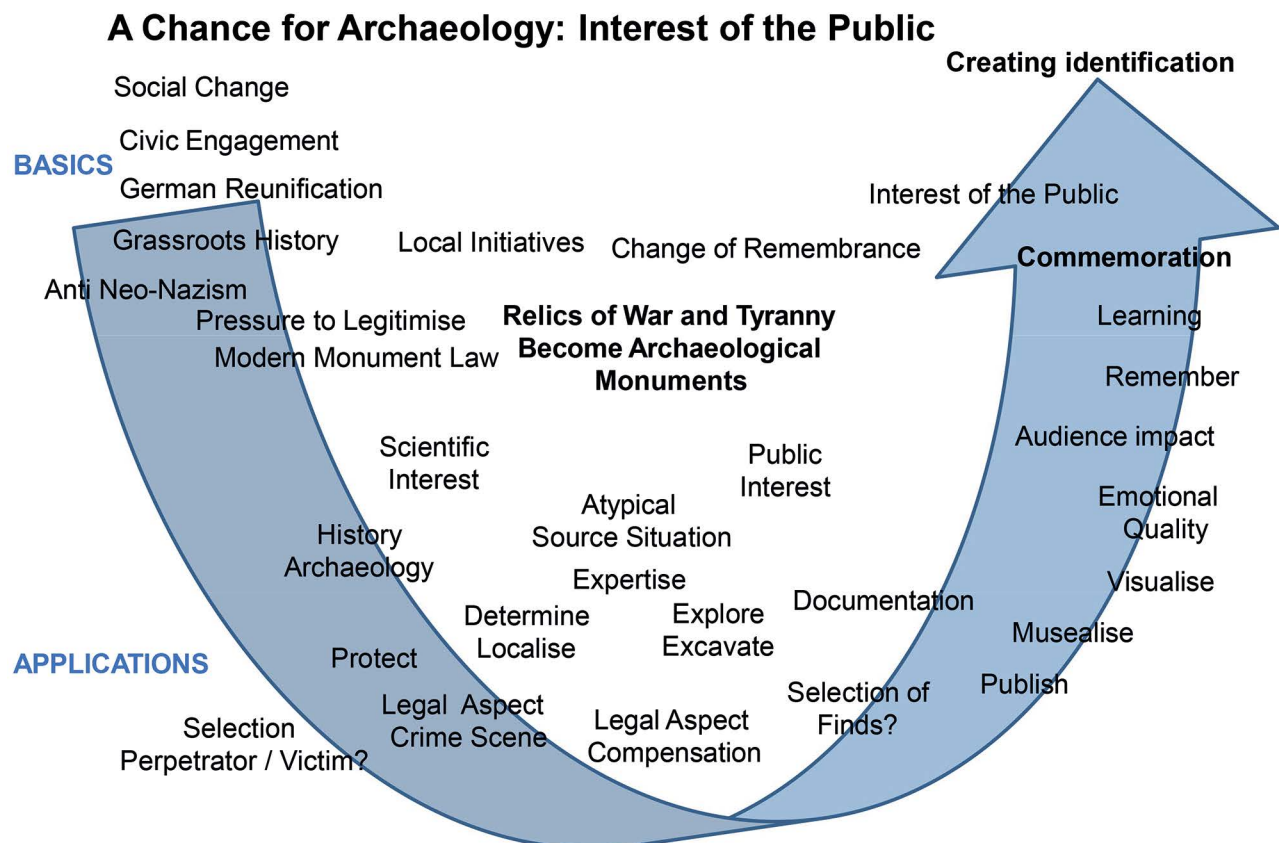 A Chance for Archaeology: Interest of the Public
Creating identification
Social Change
Civic Engagement
BASICS
German Reunification
Interest of the Public
Grassroots History
Local Initiatives
Change of Remembrance
Commemoration
Anti Neo-Nazism
Pressure to Legitimise
Modern Monument Law
Relics of War and Tyranny
Become Archaeological
Monuments
Learning
Remember
Scientific
Interest
Public
Interest
Audience impact
Atypical
Source Situation
Emotional
Quality
History
Archaeology
Expertise
Visualise
Determine
Localise
Explore
Excavate
Documentation
Musealise
APPLICATIONS
Protect
Publish
Legal Aspect
Crime Scene
Selection of
Finds?
Selection
Perpetrator / Victim?
Legal Aspect
Compensation